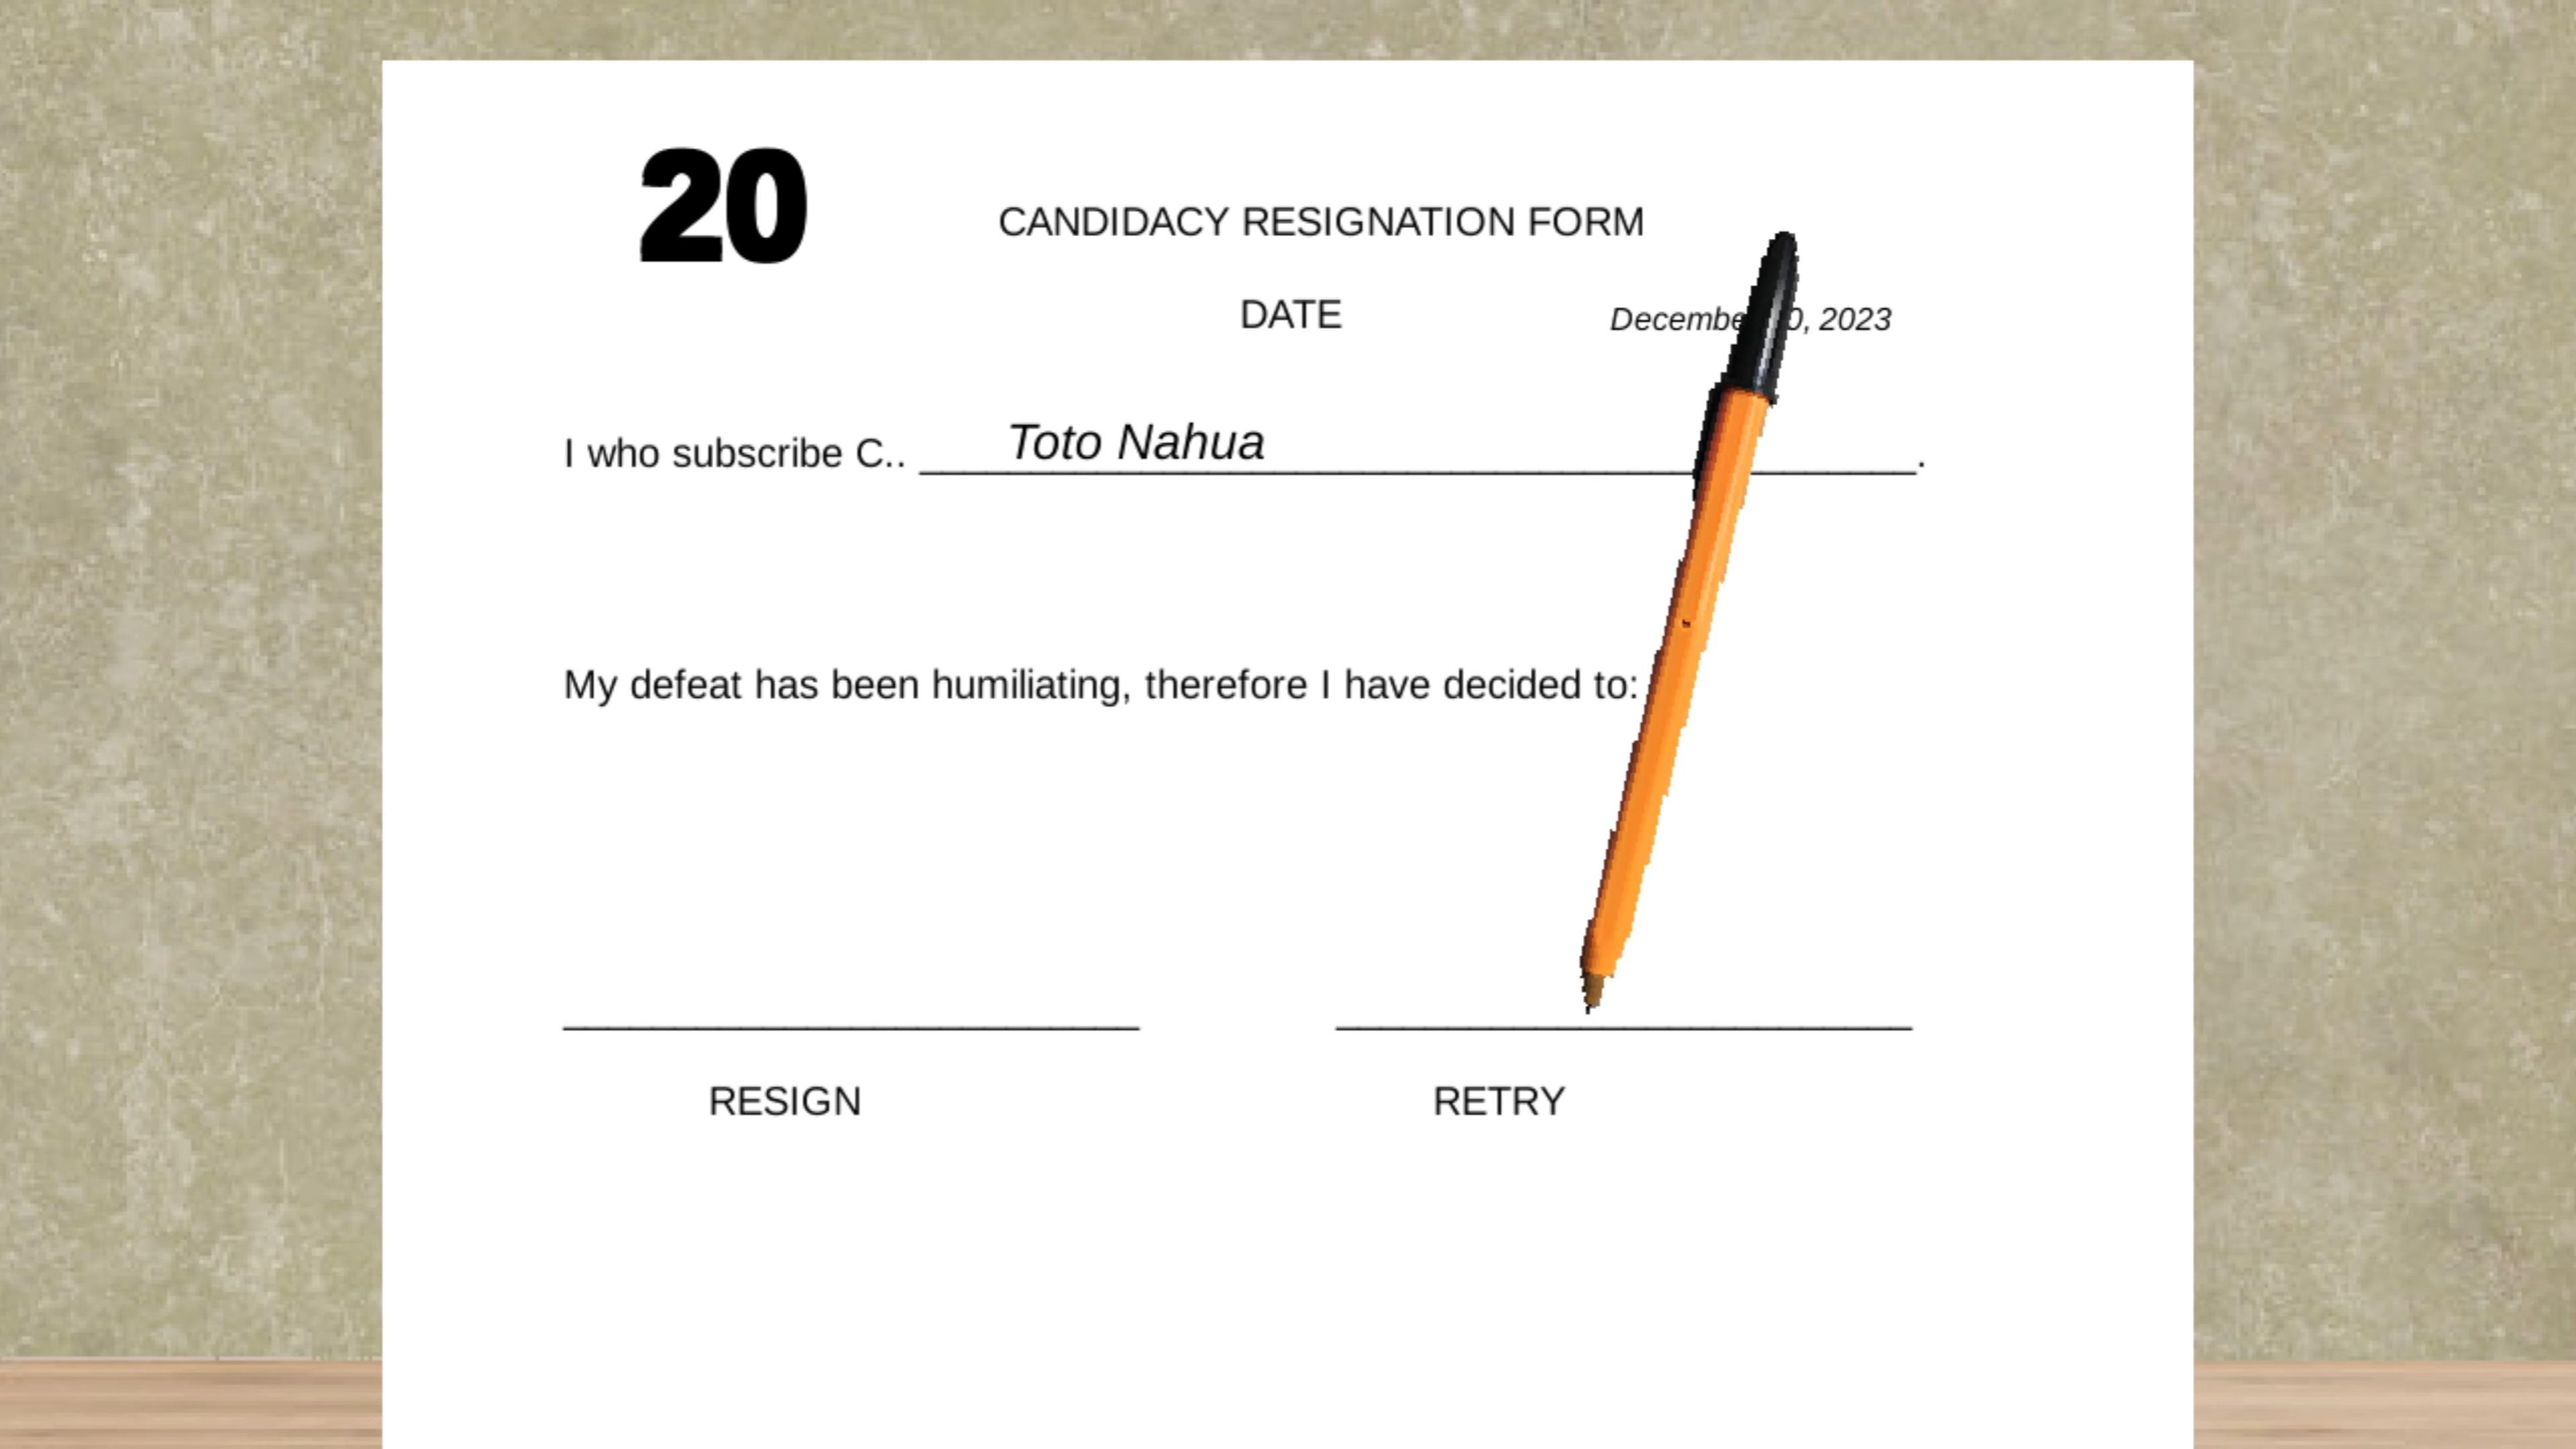 20
CANDIDACY RESIGNATION FORM
DATE
2023
I who subscribe C.. Toto Nahua .
My defeat has been humiliating, therefore I have decided to:
RESIGN RETRY